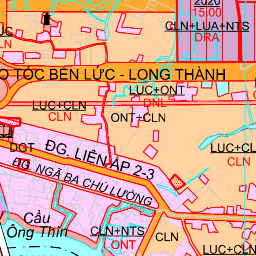 2020
15.00
CLN+LUA+NTS
DRA
CLN
O TỐC BẾN LỨC - LONG THÀNH
LUC+ONT
DNL
LUC+CLN
CLN
ONT+CLN
DGT
ĐG. LIÊN ẤP 2-3
LUC+CL
CLN
ĐG. NGÃ BA CHÚ LƯỜNG
Cầu
Ông Thìn
CLN+NTS
ONT
CLN
LUC+CLN
CLN